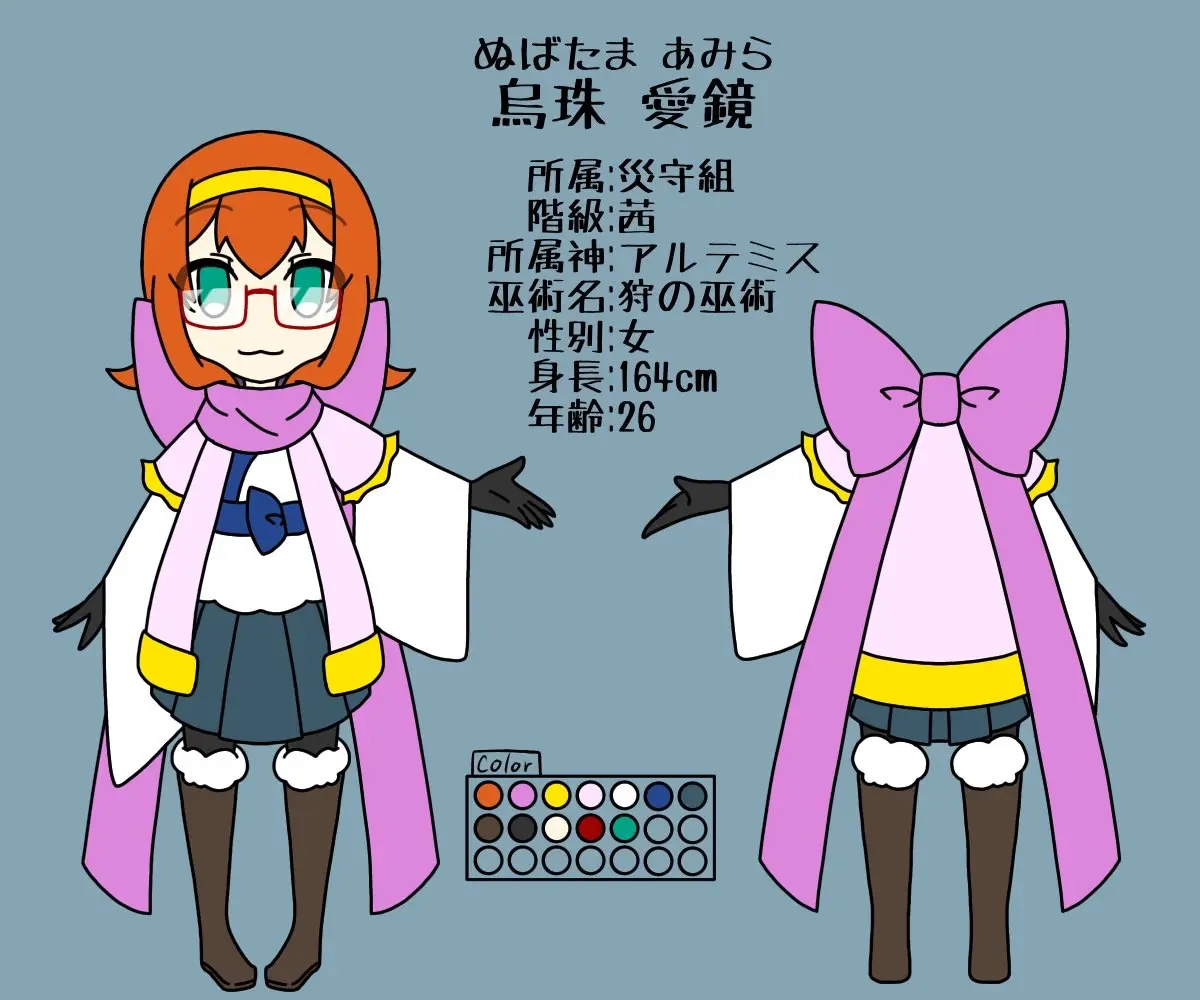 ぬばたま あみら
烏珠 愛鏡
所属:災守組
階級:茜
所属神:アルテミス
巫術名:狩の巫術
性別:女
身長:164cm
年齢:26
Color